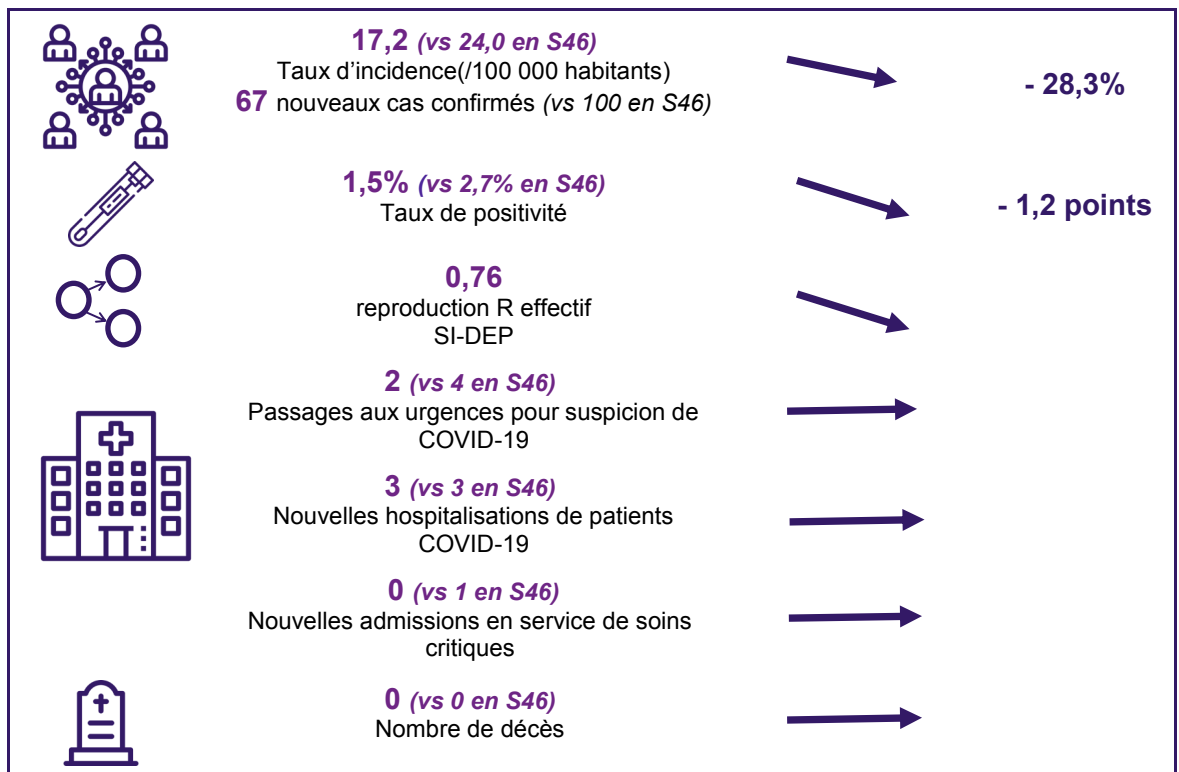 17,2 (vs 24,0 en S46)
Taux d’incidence(/100 000 habitants)
67 nouveaux cas confirmés (vs 100 en S46)
- 28,3%
1,5% (vs 2,7% en S46)
Taux de positivité
- 1,2 points
0,76
reproduction R effectif
SI-DEP
2 (vs 4 en S46)
Passages aux urgences pour suspicion de
COVID-19
3 (vs 3 en S46)
Nouvelles hospitalisations de patients
COVID-19
0 (vs 1 en S46)
Nouvelles admissions en service de soins
critiques
0 (vs 0 en S46)
Nombre de décès